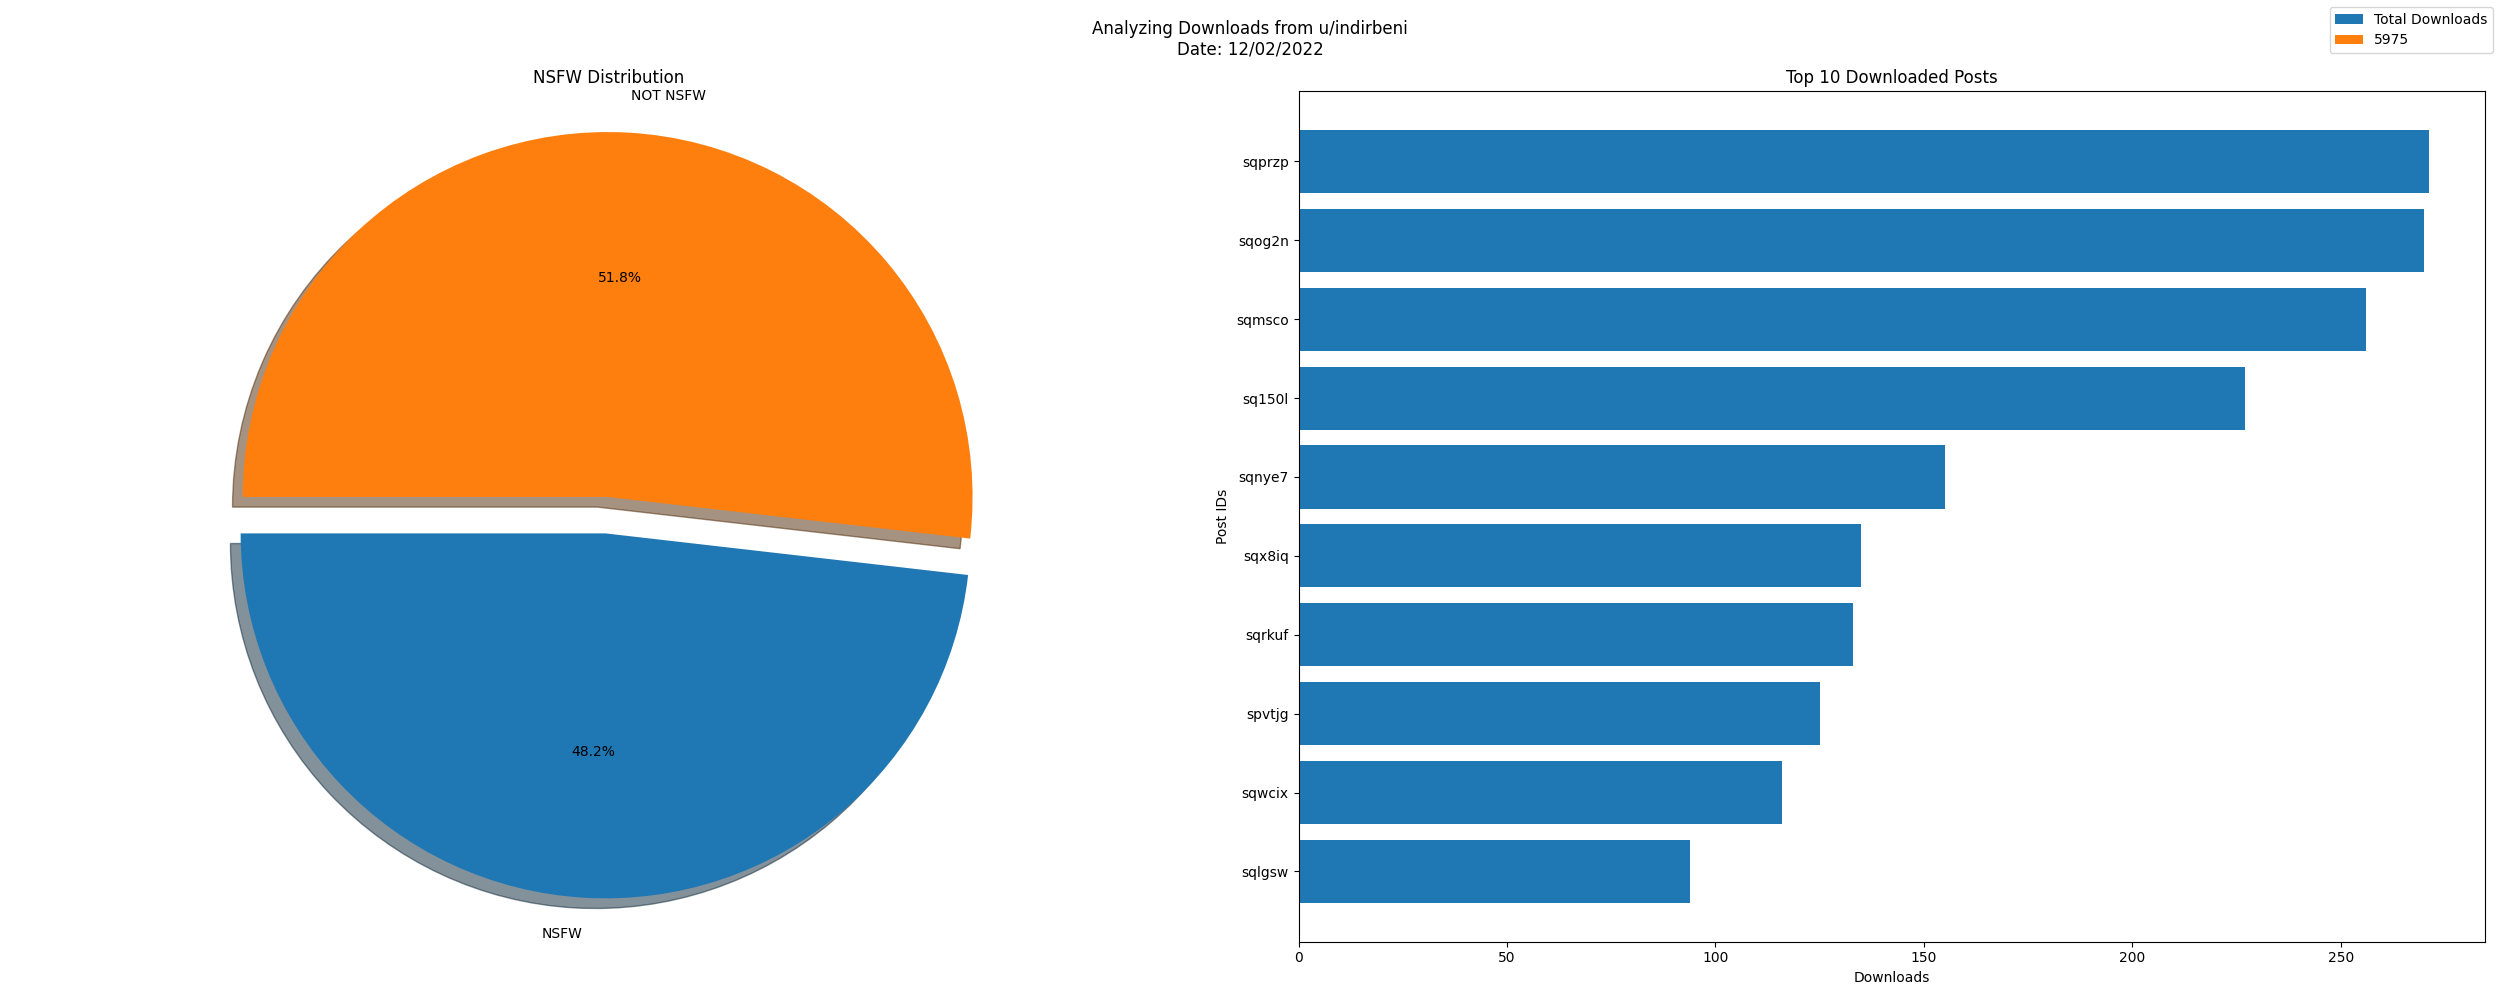 Analyzing Downloads from u/indirbeni
Date: 12/02/2022
Total Downloads
5975
NSFW Distribution
NOT NSFW
51.8%
48.2%
NSFW
Top 10 Downloaded Posts
Post IDs
sqprzp
sqog2n
sqmsco
sq150l
sqnye7
sqx8iq
sqrkuf
spvtjg
sqwcix
sqlgsw
0 50 100 150 200 250
Downloads